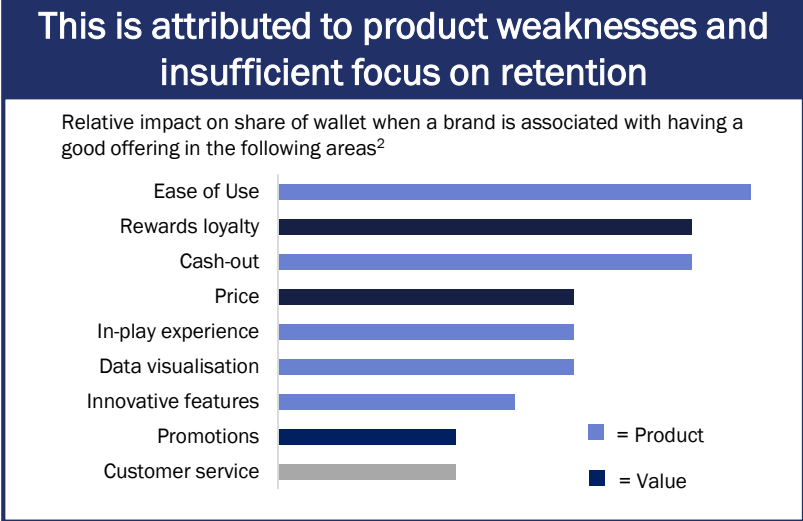 This is attributed to product weaknesses and
insufficient focus on retention
Relative impact on share of wallet when a brand is associated with having a
good offering in the following areas²
Ease of Use
Rewards loyalty
Cash-out
Price
In-play experience
Data visualisation
Innovative features
Promotions
Customer service
= Product
= Value